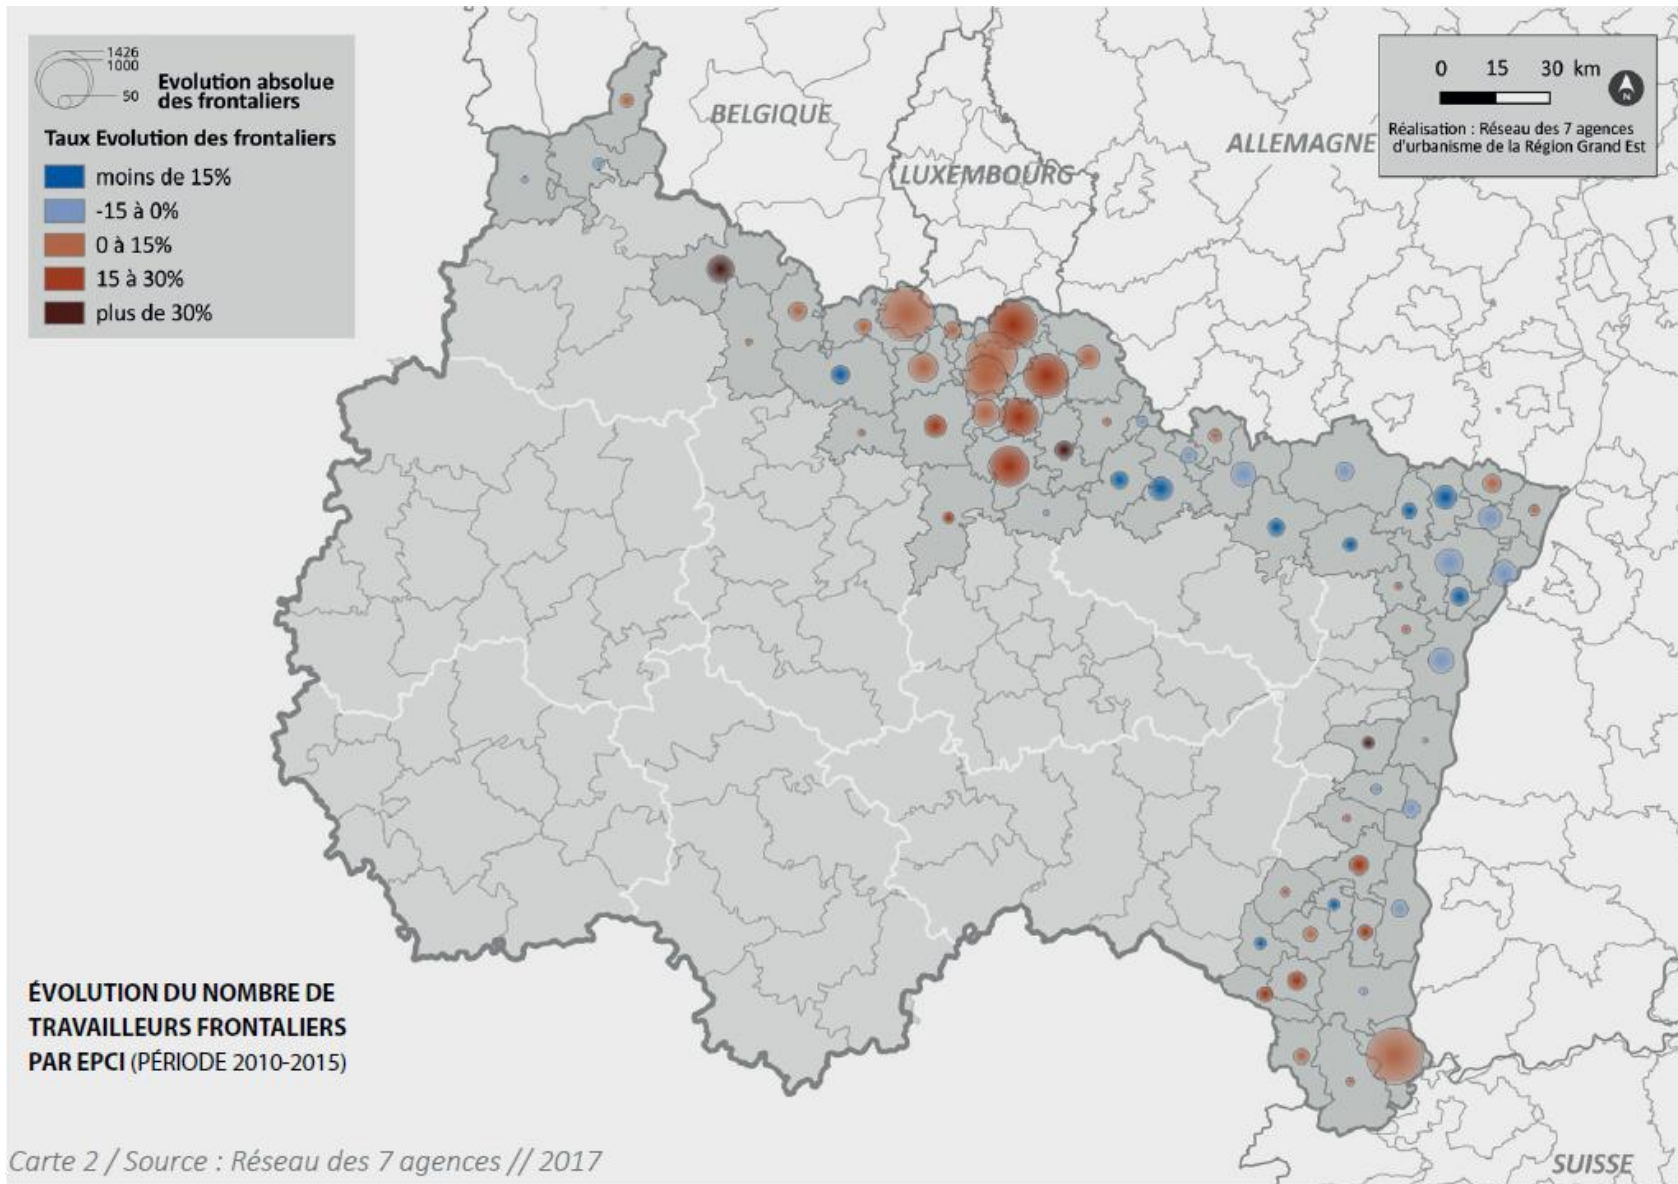 1426
1000
50
Evolution absolue
des frontaliers
Taux Evolution des frontaliers
moins de 15%
-15 à 0%
0 à 15%
15 à 30%
plus de 30%
BELGIQUE
LUXEMBOURG
ALLEMAGNE
0 15 30 km
N
Réalisation : Réseau des 7 agences
d'urbanisme de la Région Grand Est
ÉVOLUTION DU NOMBRE DE
TRAVAILLEURS FRONTALIERS
PAR EPCI (PÉRIODE 2010-2015)
SUISSE
Carte 2 / Source : Réseau des 7 agences // 2017